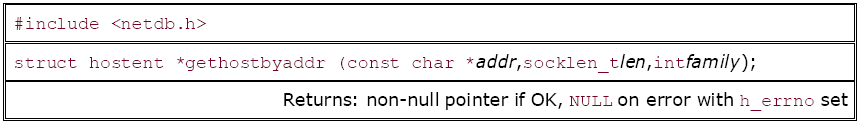 #include <netdb.h>
struct hostent *gethostbyaddr (const char *addr,socklen_tlen,intfamily);
Returns: non-null pointer if OK, NULL on error with h_errno set